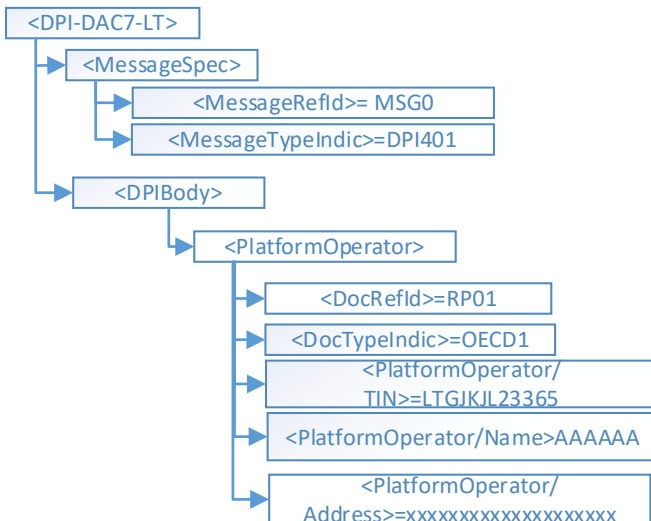 <DPI-DAC7-LT>
<MessageSpec>
<MessageRefId>= MSG0
<MessageTypeIndic>=DPI401
<DPIBody>
<PlatformOperator>
<DocRefId>=RP01
<DocTypeIndic>=OECD1
<PlatformOperator/
TIN>=LTGJKJL23365
<PlatformOperator/Name>AAAAAA
<PlatformOperator/
Address>=xxxxxxxxxxxxxxxxxxxx